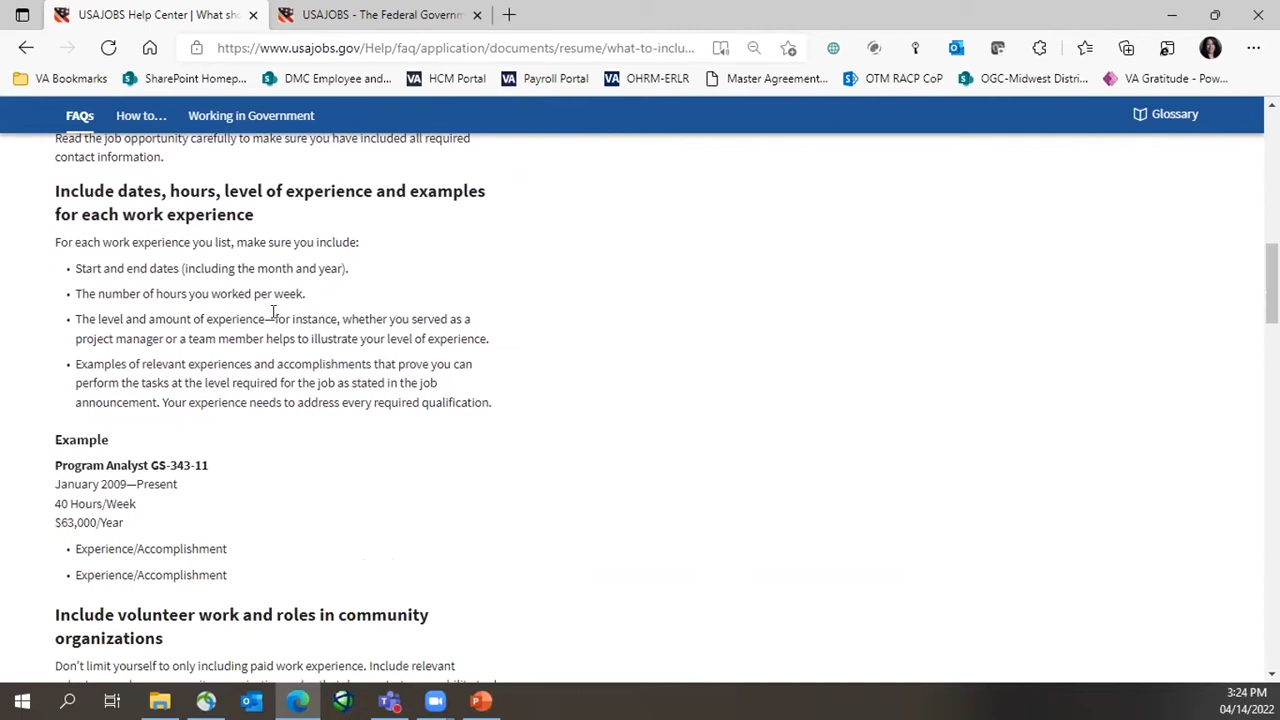 USAJOBS Help Center | What sho
USAJOBS - The Federal Governm
https://www.usajobs.gov/Help/faq/application/documents/resume/what-to-inclu...
VA Bookmarks
SharePoint Homep...
DMC Employee and...
VA HCM Portal
VA Payroll Portal
VA OHRM-ERLR
Master Agreement...
OTM RACP CoP
OGC-Midwest Distri...
VA Gratitude - Pow...
FAQs
How to...
Working in Government
Glossary
Read the job opportunity carefully to make sure you have included all required
contact information.
Include dates, hours, level of experience and examples
for each work experience
For each work experience you list, make sure you include:
• Start and end dates (including the month and year).
• The number of hours you worked per week.
• The level and amount of experience—for instance, whether you served as a
project manager or a team member helps to illustrate your level of experience.
• Examples of relevant experiences and accomplishments that prove you can
perform the tasks at the level required for the job as stated in the job
announcement. Your experience needs to address every required qualification.
Example
Program Analyst GS-343-11
January 2009—Present
40 Hours/Week
$63,000/Year
• Experience/Accomplishment
• Experience/Accomplishment
Include volunteer work and roles in community
organizations
Don't limit yourself to only including paid work experience. Include relevant
3:24 PM
04/14/2022